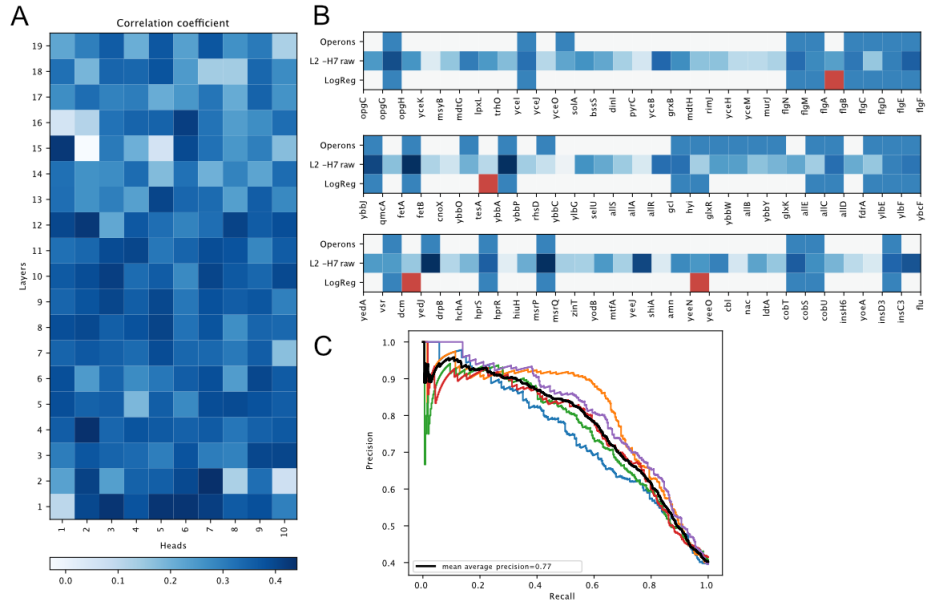 A
Correlation coefficient
19
18
17
16
15
14
13
12
11
10
9
8
7
6
5
4
3
2
1
Layers
1 2 3 4 5 6 7 8 9 10
Heads
0.0 0.1 0.2 0.3 0.4
B
Operons
L2 -H7 raw
LogReg
opgC opgG opgH yceK msyB mdtG lpxL trhO yceI yceJ yceO solA bssS dinI pyrC yceB grxB mdtH rimJ yceH yceM murJ flgN flgM flgA flgB flgC flgD flgE flgF
Operons
L2 -H7 raw
LogReg
ybbJ qmcA fetA fetB cnoX ybbO tesA ybbA ybbP rhsD ybbC ylbG selU allS allA allR gcl hyi glxR ybbW allB ybbY glxK allE allC allD fdrA ylbE ylbF ybcF
Operons
L2 -H7 raw
LogReg
yedA vsr dcm yedJ drpB hchA hprS hprR hiuH msrP msrQ zinT yodB mtfA yeeJ shiA amn yeeN yeeO cbl nac ldtA cobT cobS cobU insH6 yoeA insD3 insC3 flu
C
1.0
0.9
0.8
0.7
0.6
0.5
0.4
Precision
mean average precision=0.77
0.0 0.2 0.4 0.6 0.8 1.0
Recall